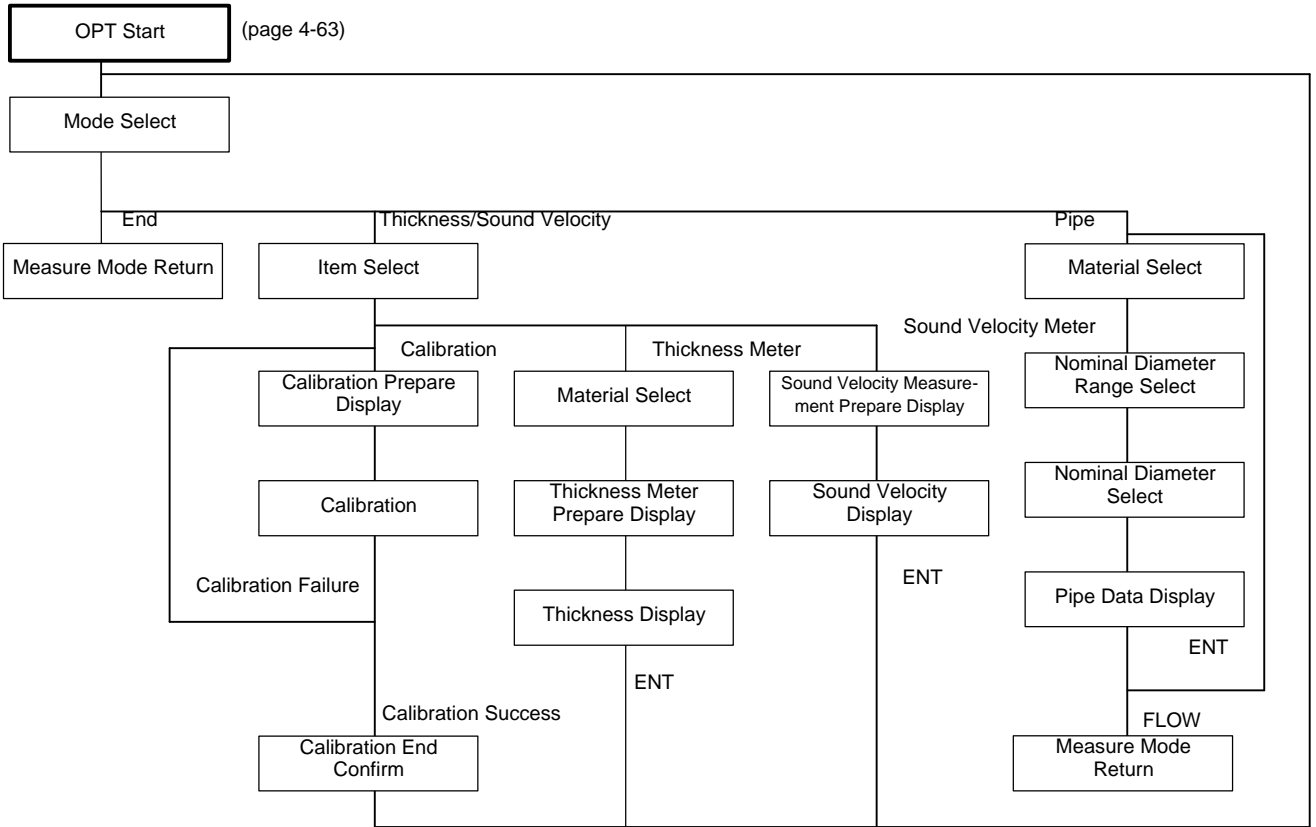 OPT Start
(page 4-63)
Mode Select
End
Thickness/Sound Velocity
Pipe
Measure Mode Return
Item Select
Material Select
Sound Velocity Meter
Calibration
Thickness Meter
Calibration Prepare
Display
Material Select
Sound Velocity Measure-
ment Prepare Display
Nominal Diameter
Range Select
Calibration
Thickness Meter
Prepare Display
Sound Velocity
Display
Nominal Diameter
Select
Calibration Failure
Thickness Display
ENT
Pipe Data Display
ENT
ENT
Calibration Success
FLOW
Calibration End
Confirm
Measure Mode
Return